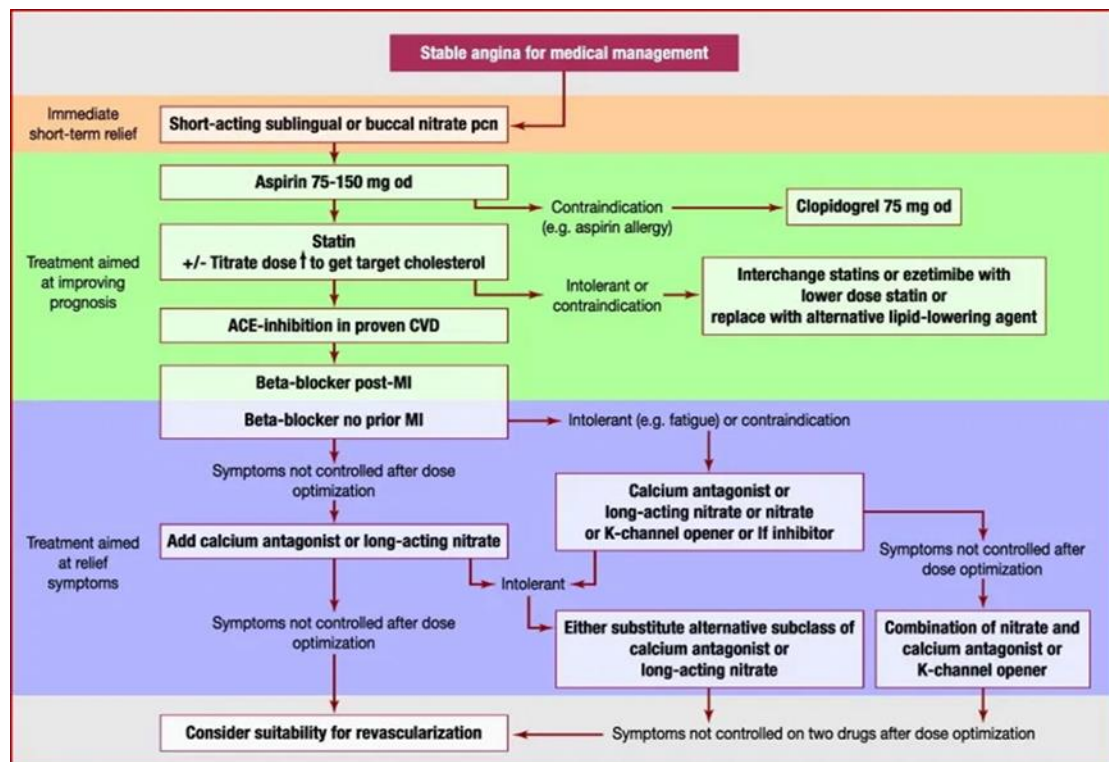 Stable angina for medical management
Immediate
short-term relief
Short-acting sublingual or buccal nitrate pcn
Treatment aimed
at improving
prognosis
Aspirin 75-150 mg od
Contraindication
(e.g. aspirin allergy)
Clopidogrel 75 mg od
Statin
+/- Titrate dose ↑ to get target cholesterol
Intolerant or
contraindication
Interchange statins or ezetimibe with
lower dose statin or
replace with alternative lipid-lowering agent
ACE-inhibition in proven CVD
Beta-blocker post-MI
Beta-blocker no prior MI
Intolerant (e.g. fatigue) or contraindication
Treatment aimed
at relief
symptoms
Symptoms not controlled after dose
optimization
Calcium antagonist or
long-acting nitrate or nitrate
or K-channel opener or If inhibitor
Add calcium antagonist or long-acting nitrate
Intolerant
Symptoms not controlled after
dose optimization
Symptoms not controlled after dose
optimization
Either substitute alternative subclass of
calcium antagonist or
long-acting nitrate
Combination of nitrate and
calcium antagonist or
K-channel opener
Consider suitability for revascularization
Symptoms not controlled on two drugs after dose optimization